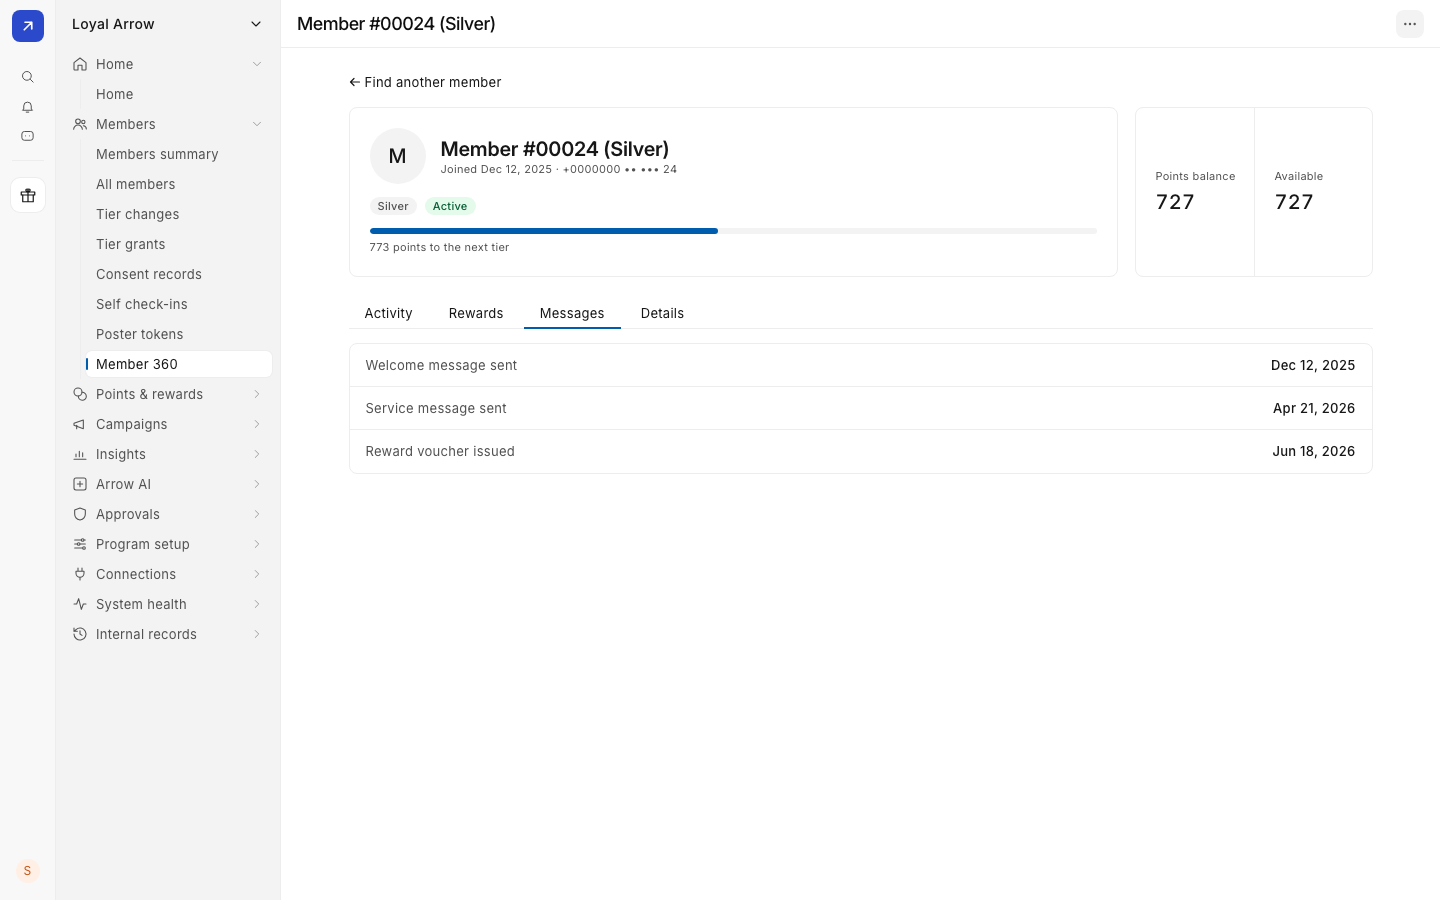 Loyal Arrow
Home
Home
Members
Members summary
All members
Tier changes
Tier grants
Consent records
Self check-ins
Poster tokens
Member 360
Points & rewards
Campaigns
Insights
Arrow AI
Approvals
Program setup
Connections
System health
Internal records
S
Member #00024 (Silver)
← Find another member
M
Member #00024 (Silver)
Joined Dec 12, 2025 · +0000000 •• ••• 24
Silver
Active
773 points to the next tier
Points balance
727
Available
727
Activity
Rewards
Messages
Details
Welcome message sent
Dec 12, 2025
Service message sent
Apr 21, 2026
Reward voucher issued
Jun 18, 2026